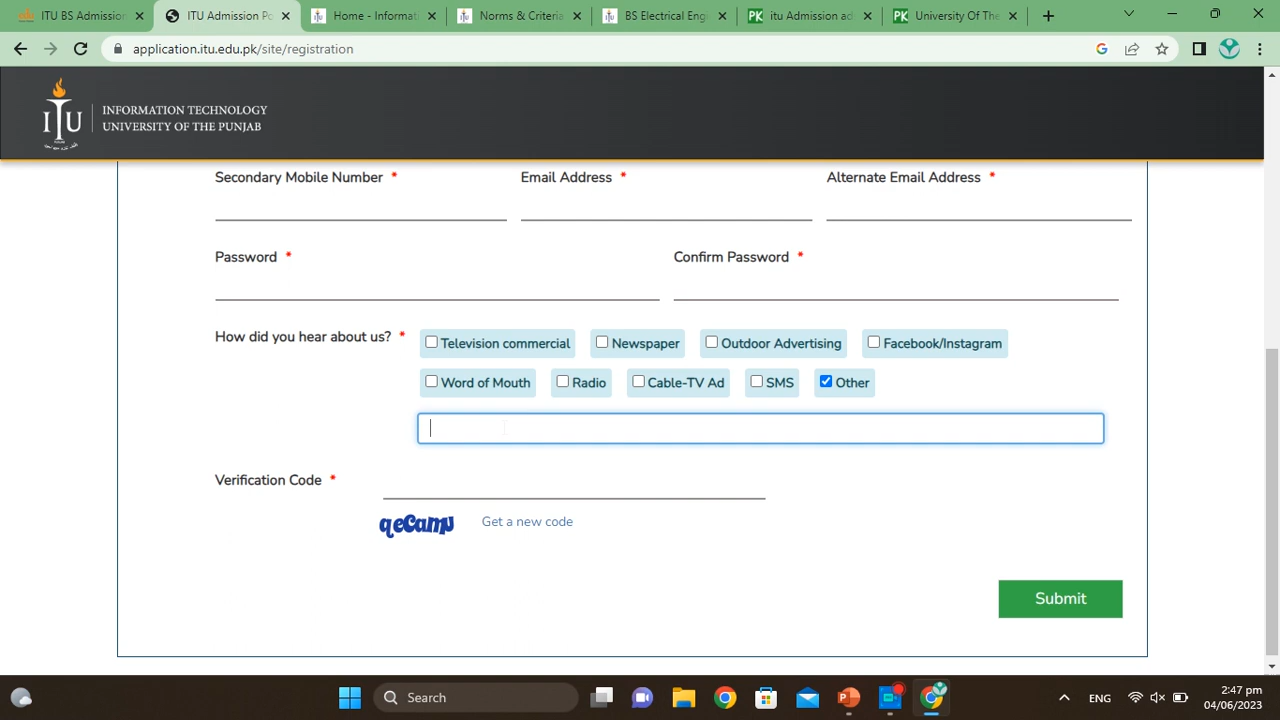 ITU BS Admission
ITU Admission Po
Home - Informat
Norms & Criteria
BS Electrical Eng
itu Admission ad
University Of The
application.itu.edu.pk/site/registration
ITU
INFORMATION TECHNOLOGY
UNIVERSITY OF THE PUNJAB
Secondary Mobile Number *
Email Address *
Alternate Email Address *
Password *
Confirm Password *
How did you hear about us? *
Television commercial
Newspaper
Outdoor Advertising
Facebook/Instagram
Word of Mouth
Radio
Cable-TV Ad
SMS
Other
Verification Code *
qeCamu
Get a new code
Submit
Search
ENG
2:47 pm
04/06/2023